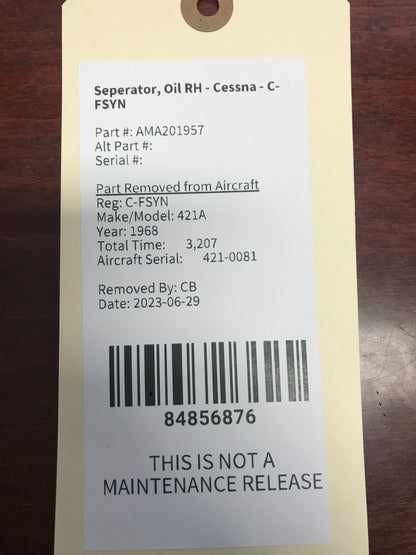 Seperator, Oil RH - Cessna - C-
FSYN
Part #: AMA201957
Alt Part #:
Serial #:
Part Removed from Aircraft
Reg: C-FSYN
Make/Model: 421A
Year: 1968
Total Time: 3,207
Aircraft Serial: 421-0081
Removed By: CB
Date: 2023-06-29
84856876
THIS IS NOT A
MAINTENANCE RELEASE